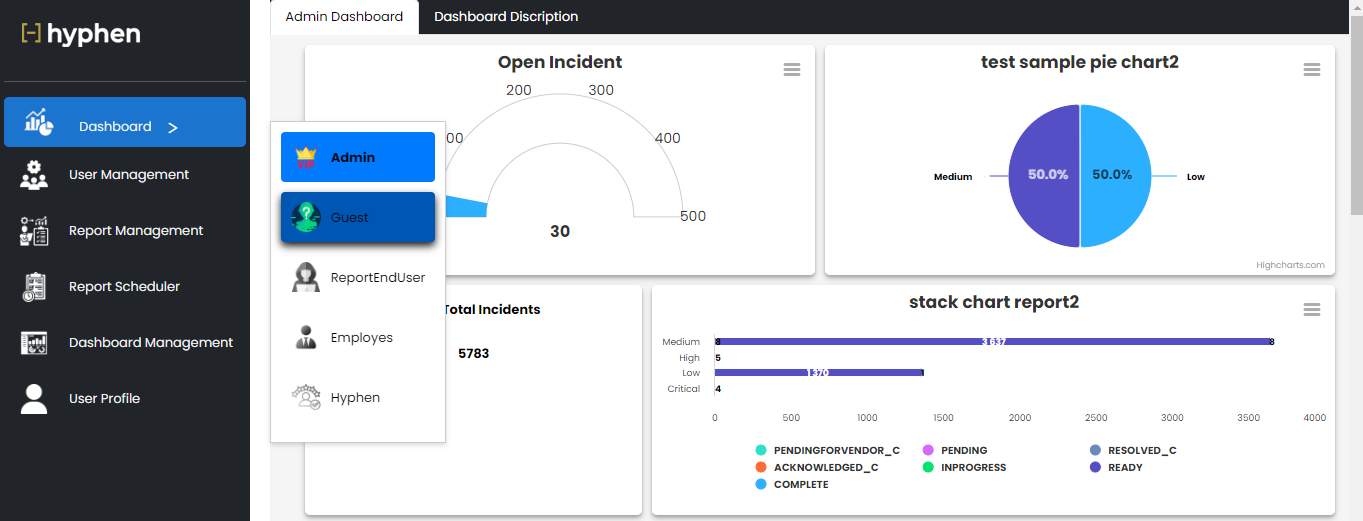 [-] hyphen
Dashboard >
User Management
Report Management
Report Scheduler
Dashboard Management
User Profile
Admin Dashboard
Dashboard Discription
Admin
Guest
ReportEndUser
Employes
Hyphen
Open Incident
00
200
300
400
500
30
test sample pie chart2
Medium
50.0%
50.0%
Low
Highcharts.com
Total Incidents
5783
stack chart report2
Medium 8 3 637 8
High 5
Low 1 370
Critical 4
0 500 1000 1500 2000 2500 3000 3500 4000
PENDINGFORVENDOR_C PENDING RESOLVED_C
ACKNOWLEDGED_C INPROGRESS READY
COMPLETE